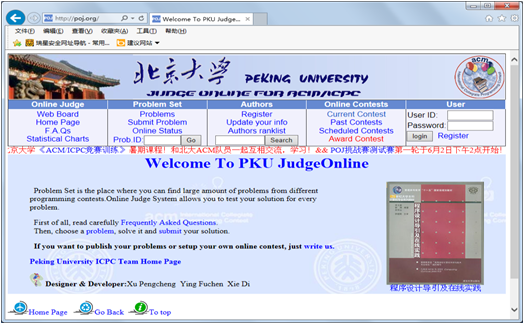 http://poj.org/
Welcome To PKU JudgeOnline...
文件(F) 编辑(E) 查看(V) 收藏夹(A) 工具(T) 帮助(H)
瑞星安全网址导航 - 常用... 建议网站
北京大学 PEKING UNIVERSITY
JUDGE ONLINE FOR ACM/ICPC
acm
Online Judge Problem Set Authors Online Contests User
Web Board Problems Register Current Contest User ID:
Home Page Submit Problem Update your info Past Contests Password:
F.A.Qs Online Status Authors ranklist Scheduled Contests login Register
Statistical Charts Prob.ID: Go Search Award Contest
京大学《ACM/ICPC竞赛训练》暑期课程！和北大ACM队员一起互相交流，学习！ && POJ挑战赛测试赛第一轮于6月2日下午2点开始！
Welcome To PKU JudgeOnline
Problem Set is the place where you can find large amount of problems from different
programming contests.Online Judge System allows you to test your solution for every
problem.
First of all, read carefully Frequently Asked Questions.
Then, choose a problem, solve it and submit your solution.
If you want to publish your problems or setup your own online contest, just write us.
Peking University ICPC Team Home Page
程序设计导引及在线实践
程序设计导引及在线实践
Designer & Developer:Xu Pengcheng Ying Fuchen Xie Di
Home Page Go Back To top